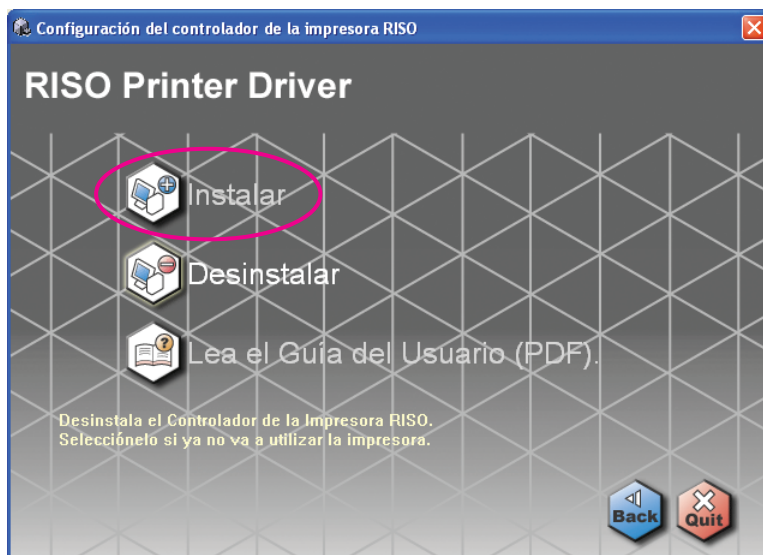 Configuración del controlador de la impresora RISO
RISO Printer Driver
Instalar
Desinstalar
Lea el Guía del Usuario (PDF).
Desinstala el Controlador de la Impresora RISO.
Selecciónelo si ya no va a utilizar la impresora.
Back
Quit